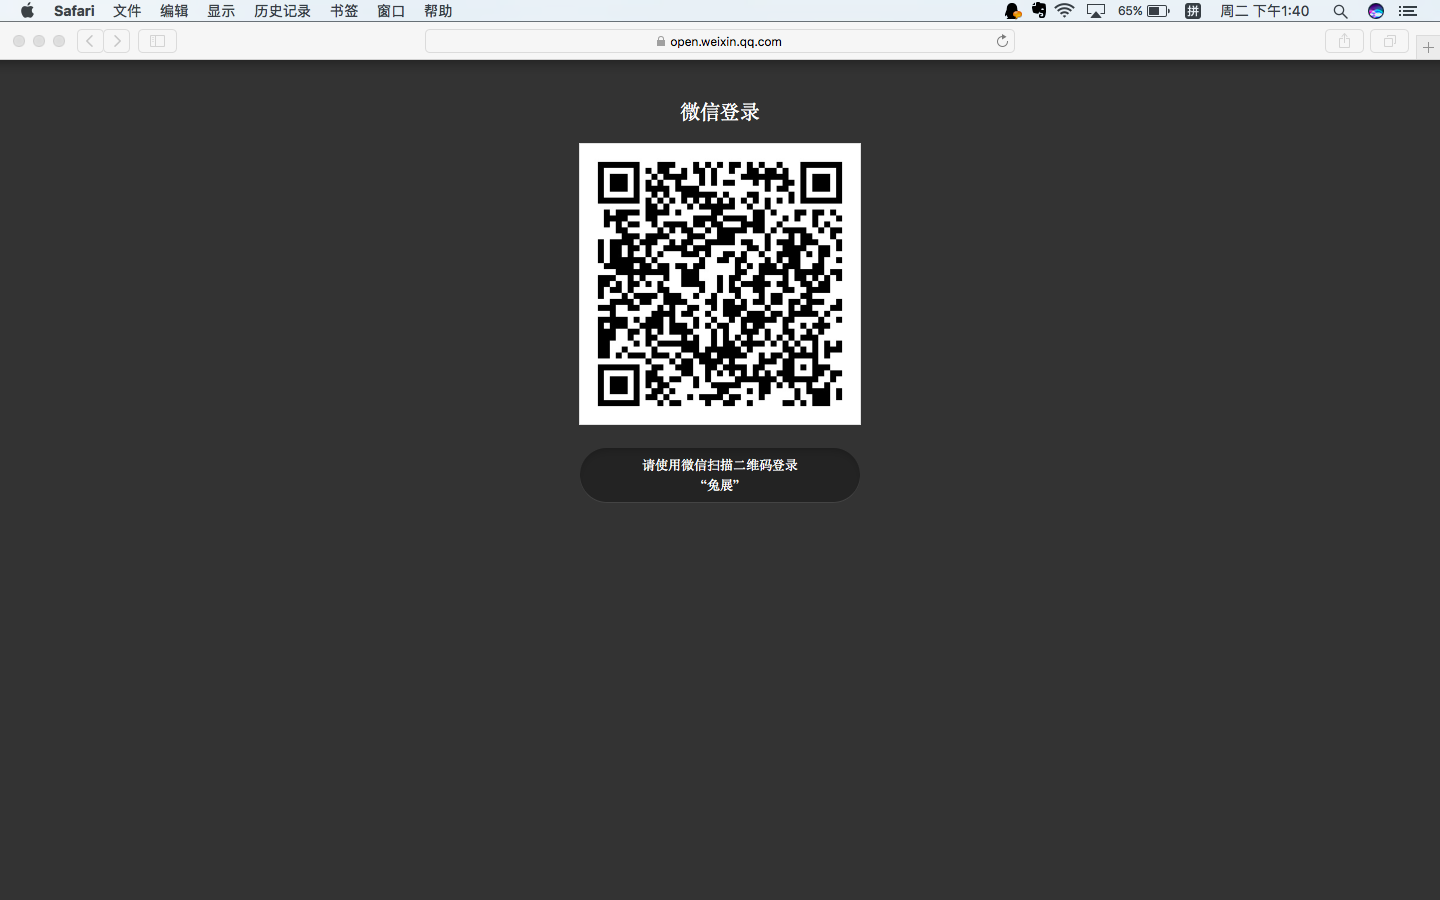 Safari 文件 编辑 显示 历史记录 书签 窗口 帮助 65% 拼 周二 下午1:40
open.weixin.qq.com
微信登录
请使用微信扫描二维码登录
“兔展”